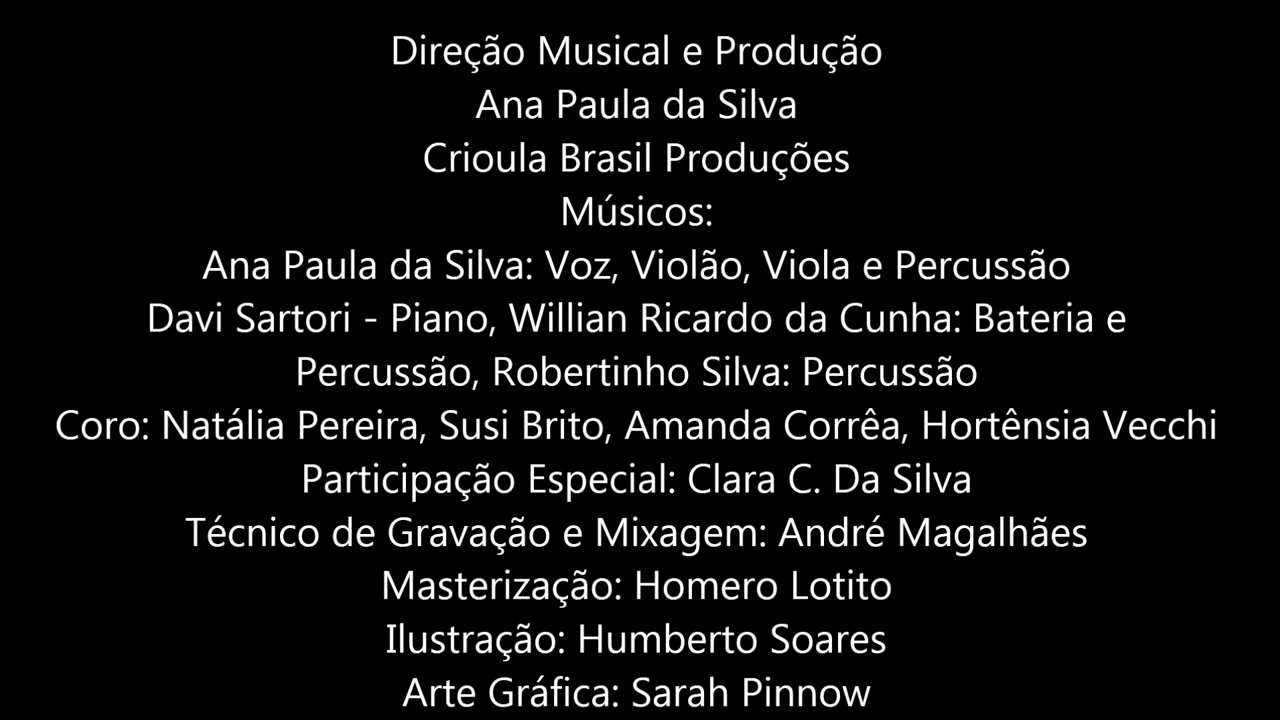 Direção Musical e Produção
Ana Paula da Silva
Crioula Brasil Produções
Músicos:
Ana Paula da Silva: Voz, Violão, Viola e Percussão
Davi Sartori - Piano, Willian Ricardo da Cunha: Bateria e
Percussão, Robertinho Silva: Percussão
Coro: Natália Pereira, Susi Brito, Amanda Corrêa, Hortênsia Vecchi
Participação Especial: Clara C. Da Silva
Técnico de Gravação e Mixagem: André Magalhães
Masterização: Homero Lotito
Ilustração: Humberto Soares
Arte Gráfica: Sarah Pinnow